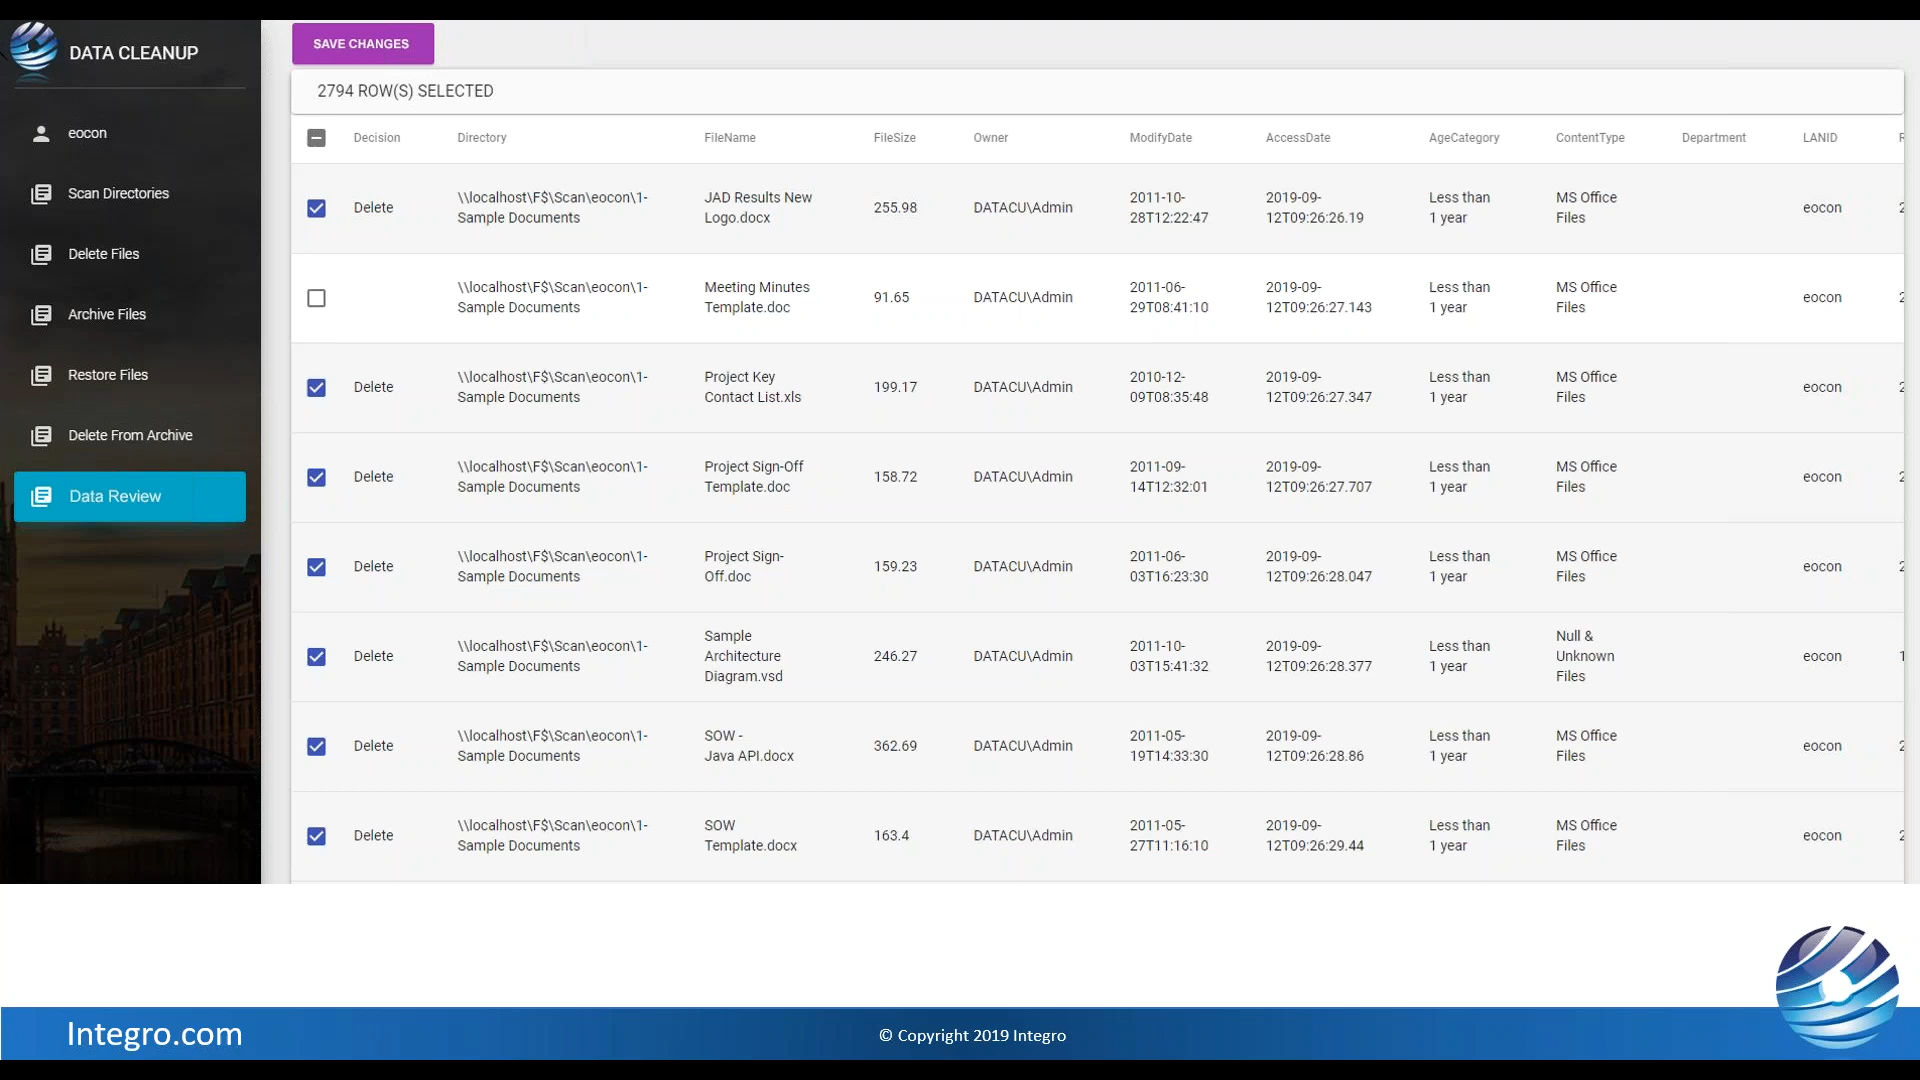 DATA CLEANUP
eocon
Scan Directories
Delete Files
Archive Files
Restore Files
Delete From Archive
Data Review
SAVE CHANGES
2794 ROW(S) SELECTED
Decision Directory FileName FileSize Owner ModifyDate AccessDate AgeCategory ContentType Department LANID
Delete \\localhost\F$\Scan\eocon\1- JAD Results New 255.98 DATACU\Admin 2011-10- 2019-09- Less than MS Office eocon
Sample Documents Logo.docx 28T12:22:47 12T09:26:26.19 1 year Files
\\localhost\F$\Scan\eocon\1- Meeting Minutes 91.65 DATACU\Admin 2011-06- 2019-09- Less than MS Office eocon
Sample Documents Template.doc 29T08:41:10 12T09:26:27.143 1 year Files
Delete \\localhost\F$\Scan\eocon\1- Project Key 199.17 DATACU\Admin 2010-12- 2019-09- Less than MS Office eocon
Sample Documents Contact List.xls 09T08:35:48 12T09:26:27.347 1 year Files
Delete \\localhost\F$\Scan\eocon\1- Project Sign-Off 158.72 DATACU\Admin 2011-09- 2019-09- Less than MS Office eocon
Sample Documents Template.doc 14T12:32:01 12T09:26:27.707 1 year Files
Delete \\localhost\F$\Scan\eocon\1- Project Sign- 159.23 DATACU\Admin 2011-06- 2019-09- Less than MS Office eocon
Sample Documents Off.doc 03T16:23:30 12T09:26:28.047 1 year Files
Delete \\localhost\F$\Scan\eocon\1- Sample 246.27 DATACU\Admin 2011-10- 2019-09- Less than Null & eocon
Sample Documents Architecture 03T15:41:32 12T09:26:28.377 1 year Unknown
Diagram.vsd Files
Delete \\localhost\F$\Scan\eocon\1- SOW - 362.69 DATACU\Admin 2011-05- 2019-09- Less than MS Office eocon
Sample Documents Java API.docx 19T14:33:30 12T09:26:28.86 1 year Files
Delete \\localhost\F$\Scan\eocon\1- SOW 163.4 DATACU\Admin 2011-05- 2019-09- Less than MS Office eocon
Sample Documents Template.docx 27T11:16:10 12T09:26:29.44 1 year Files
Integro.com
© Copyright 2019 Integro